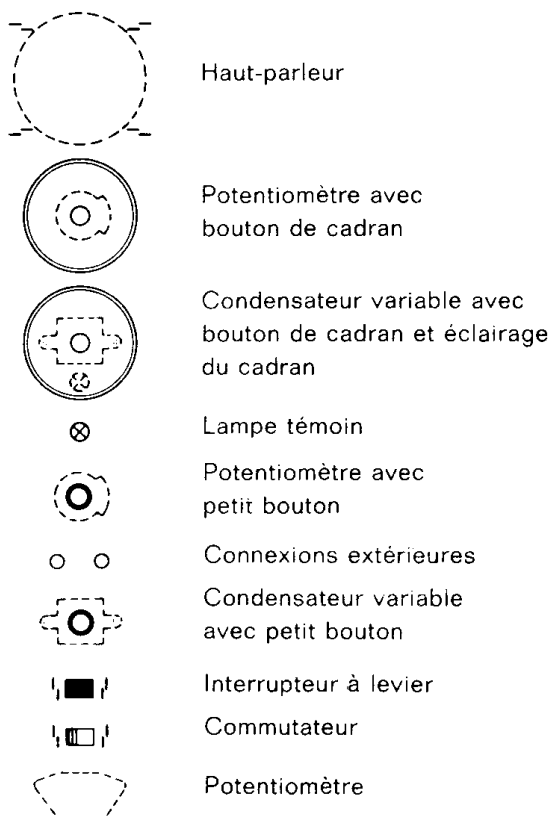 Haut-parleur
Potentiomètre avec
bouton de cadran
Condensateur variable avec
bouton de cadran et éclairage
du cadran
Lampe témoin
Potentiomètre avec
petit bouton
Connexions extérieures
Condensateur variable
avec petit bouton
Interrupteur à levier
Commutateur
Potentiomètre